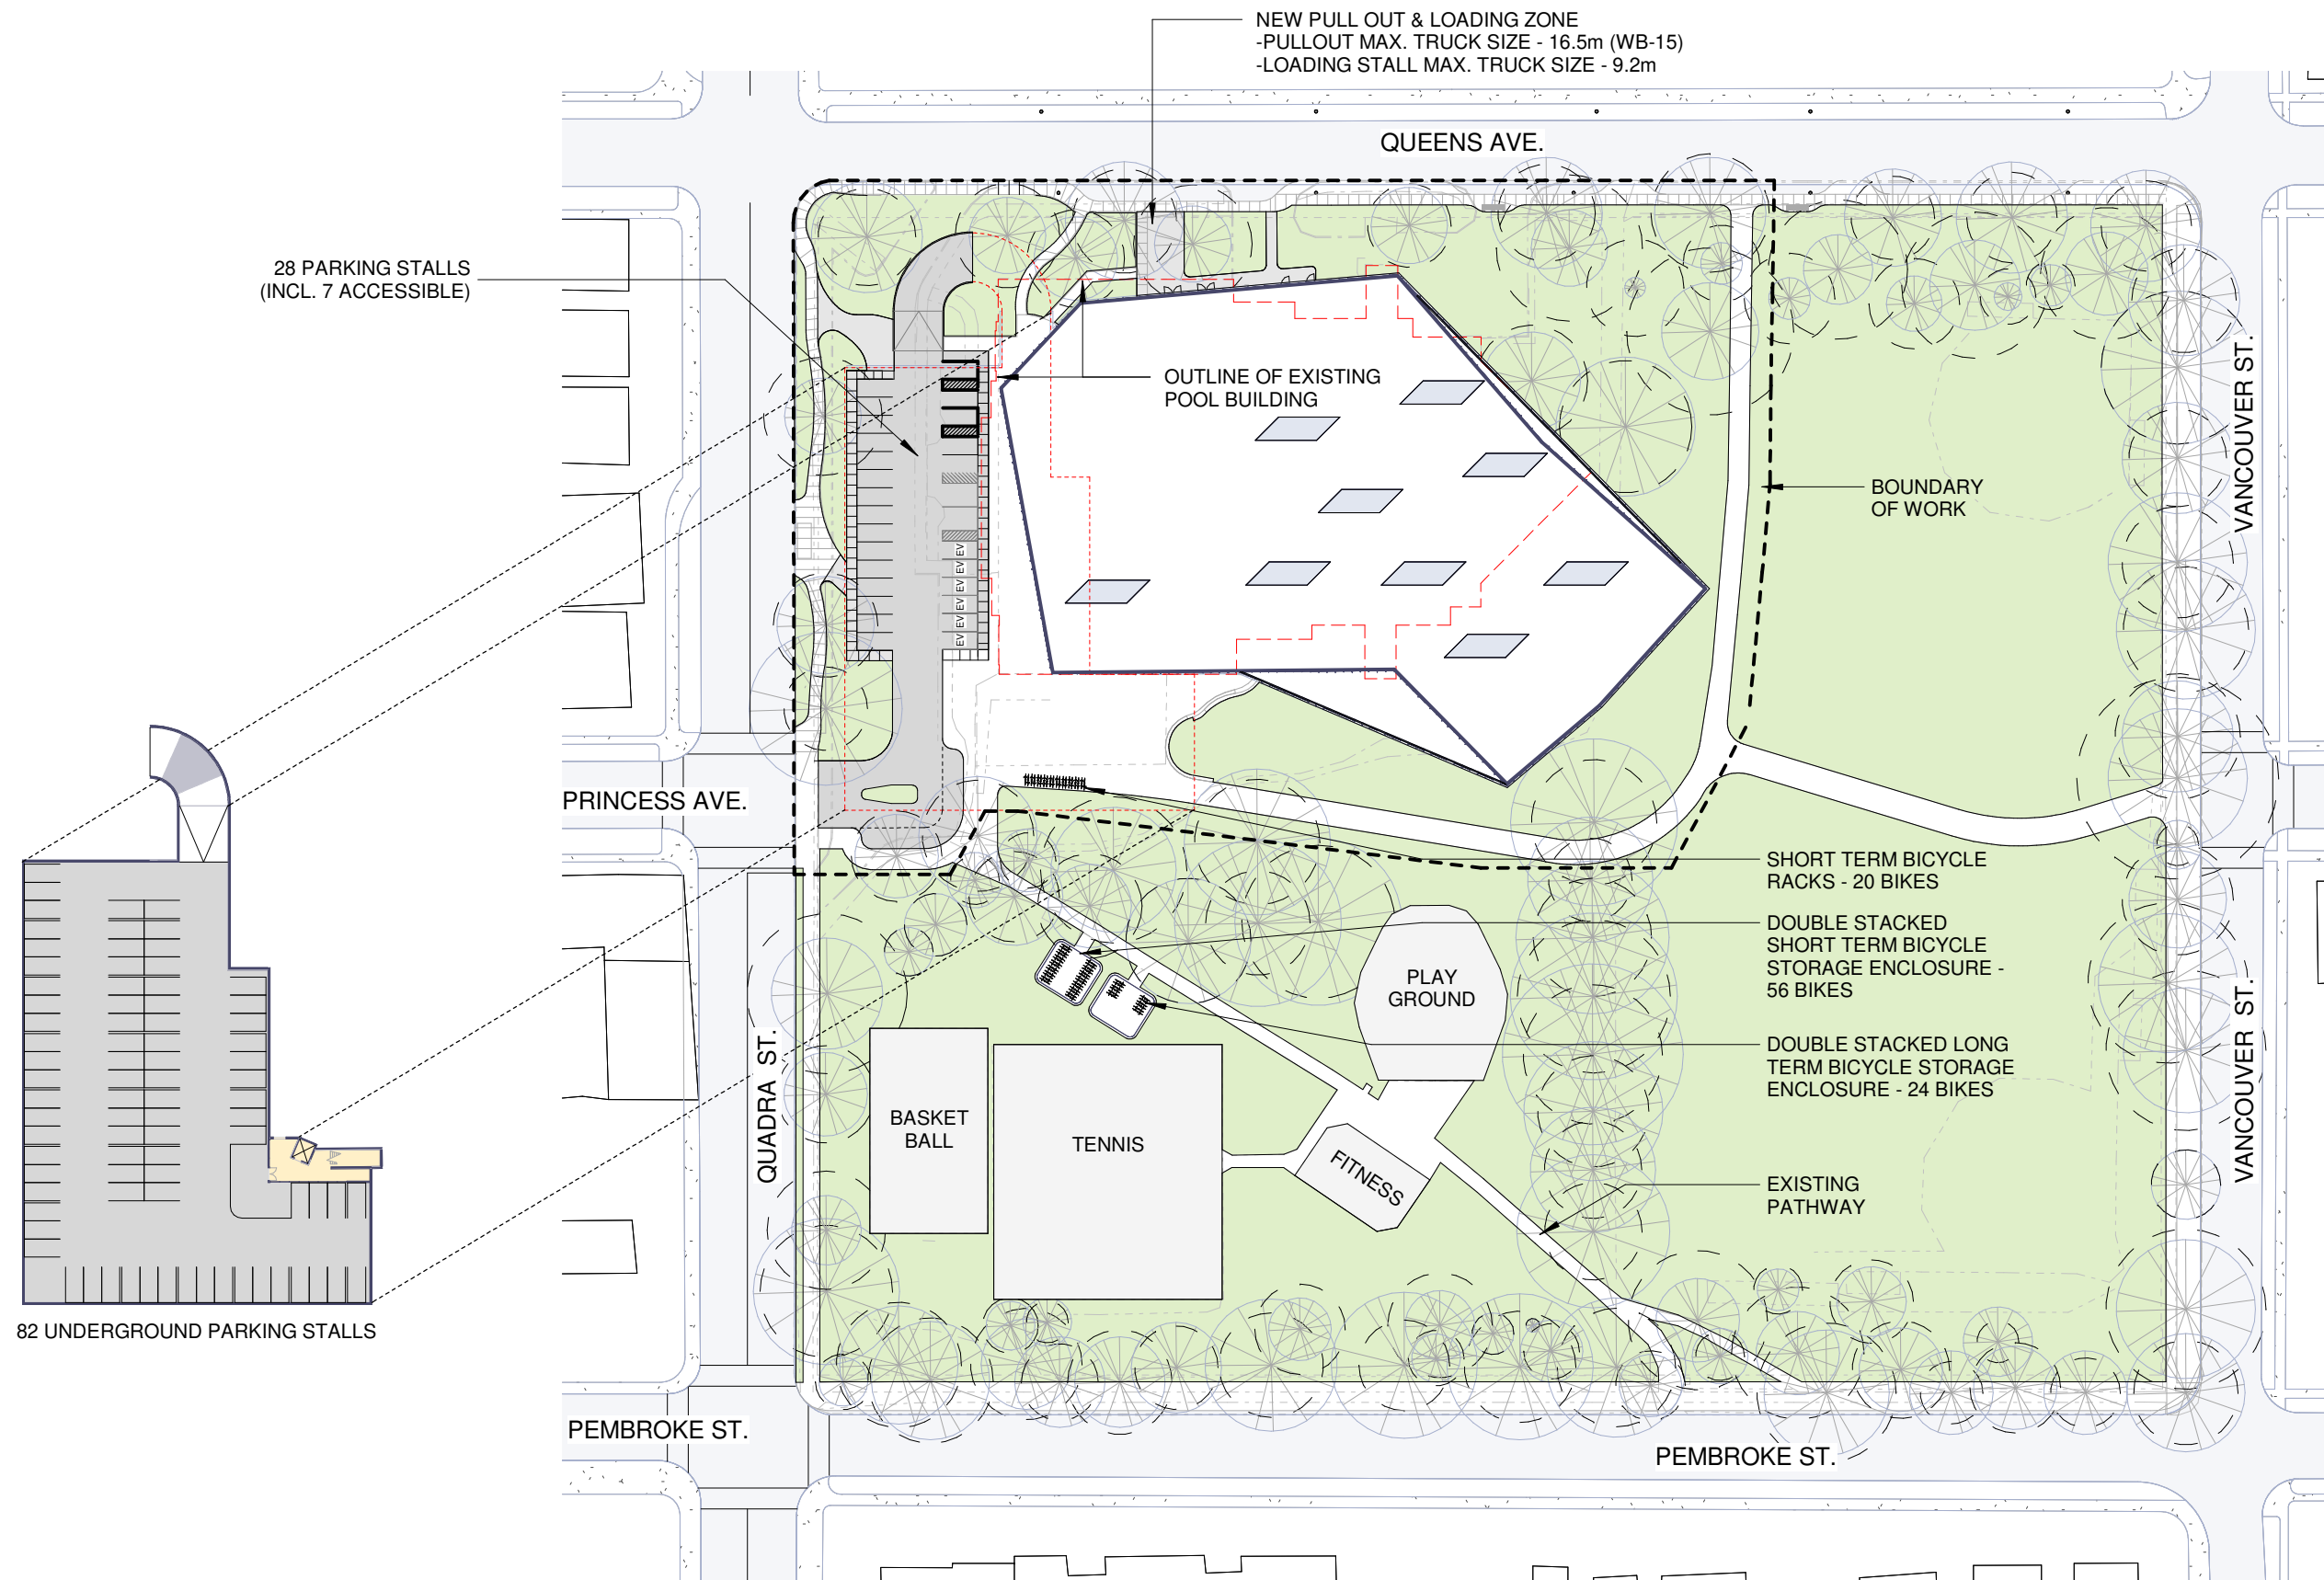 NEW PULL OUT & LOADING ZONE
-PULLOUT MAX. TRUCK SIZE - 16.5m (WB-15)
-LOADING STALL MAX. TRUCK SIZE - 9.2m
QUEENS AVE.
28 PARKING STALLS
(INCL. 7 ACCESSIBLE)
OUTLINE OF EXISTING
POOL BUILDING
VANCOUVER ST.
BOUNDARY
OF WORK
EV
EV
EV
EV
EV
EV
PRINCESS AVE.
SHORT TERM BICYCLE
RACKS - 20 BIKES
DOUBLE STACKED
SHORT TERM BICYCLE
STORAGE ENCLOSURE -
56 BIKES
PLAY
GROUND
DOUBLE STACKED LONG
TERM BICYCLE STORAGE
ENCLOSURE - 24 BIKES
QUADRA ST.
VANCOUVER ST.
BASKET
BALL
TENNIS
FITNESS
EXISTING
PATHWAY
82 UNDERGROUND PARKING STALLS
PEMBROKE ST.
PEMBROKE ST.